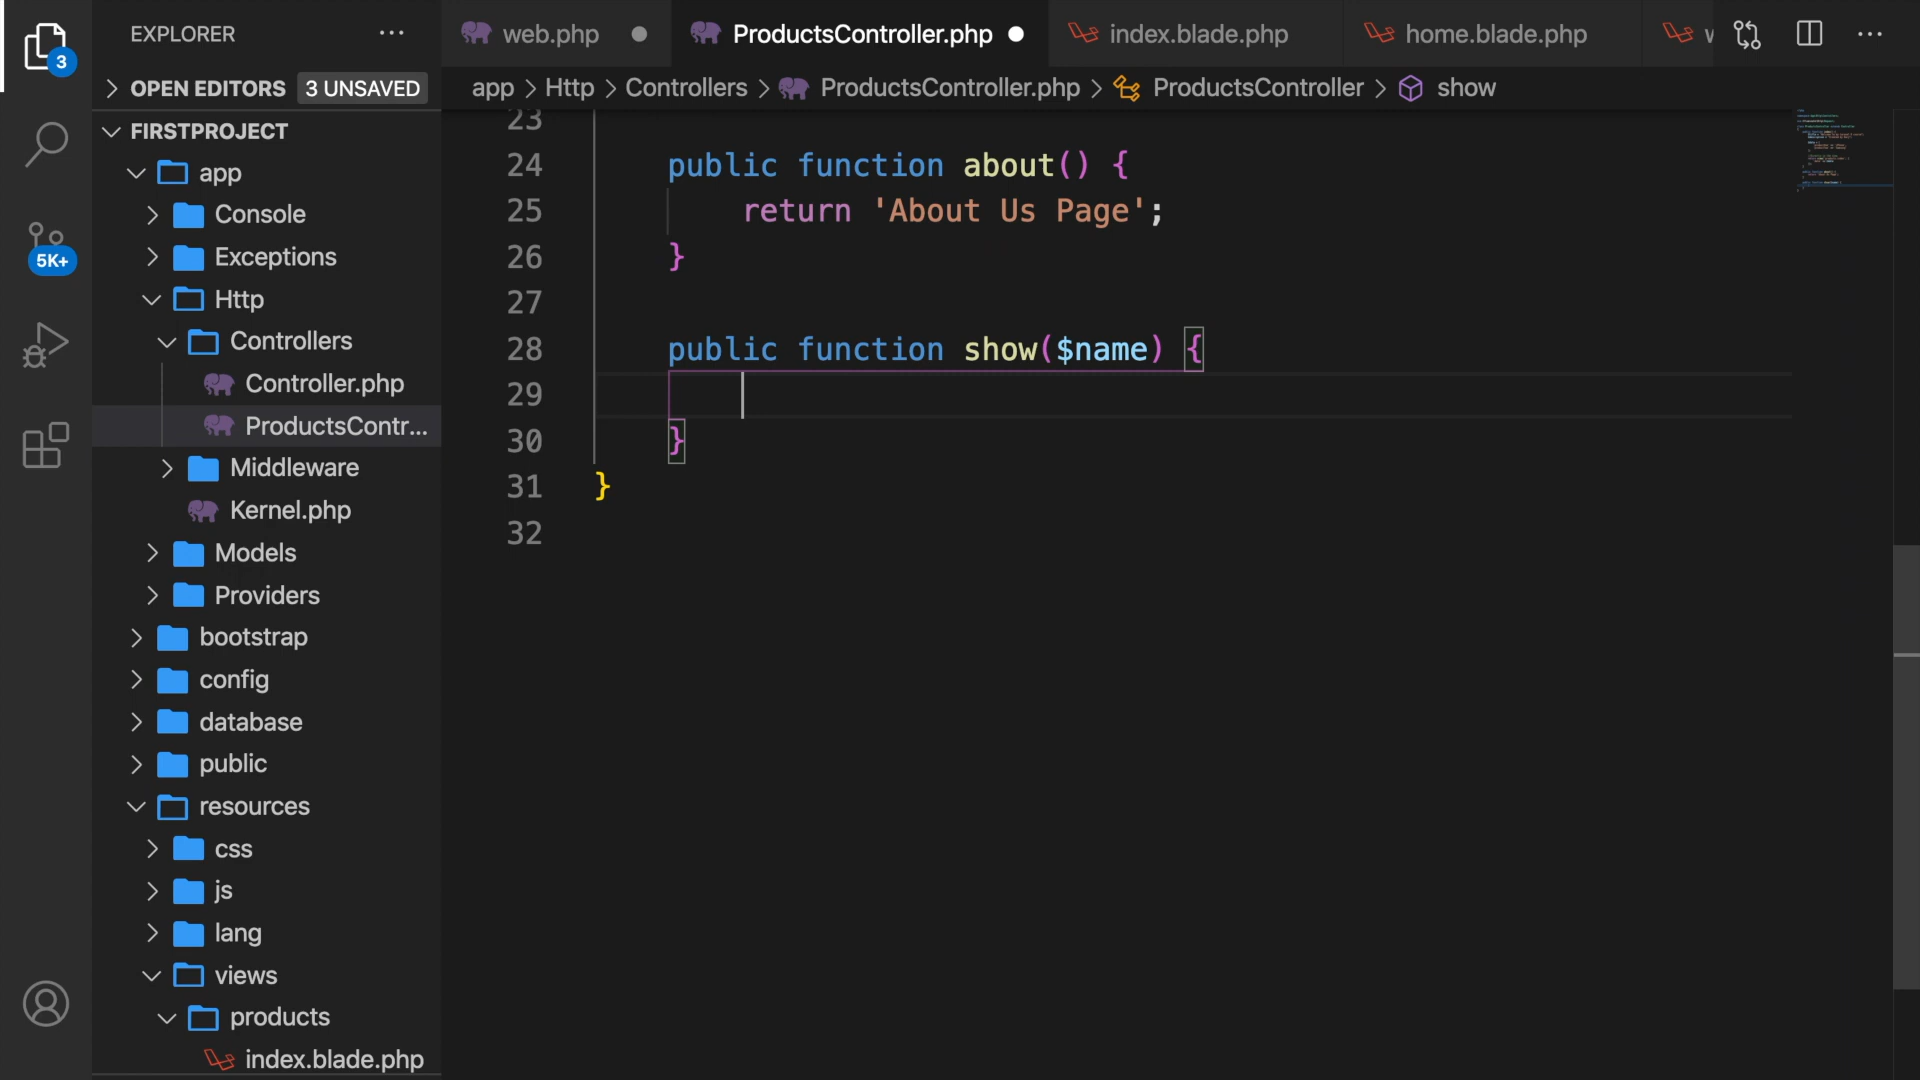 EXPLORER
3
OPEN EDITORS 3 UNSAVED
FIRSTPROJECT
app
Console
Exceptions
Http
Controllers
Controller.php
ProductsContr...
Middleware
Kernel.php
Models
Providers
bootstrap
config
database
public
resources
css
js
lang
views
products
index.blade.php
5K+
web.php
ProductsController.php
index.blade.php
home.blade.php
app > Http > Controllers > ProductsController.php > ProductsController > show
23
24 public function about() {
25 return 'About Us Page';
26 }
27
28 public function show($name) {
29
30 }
31 }
32